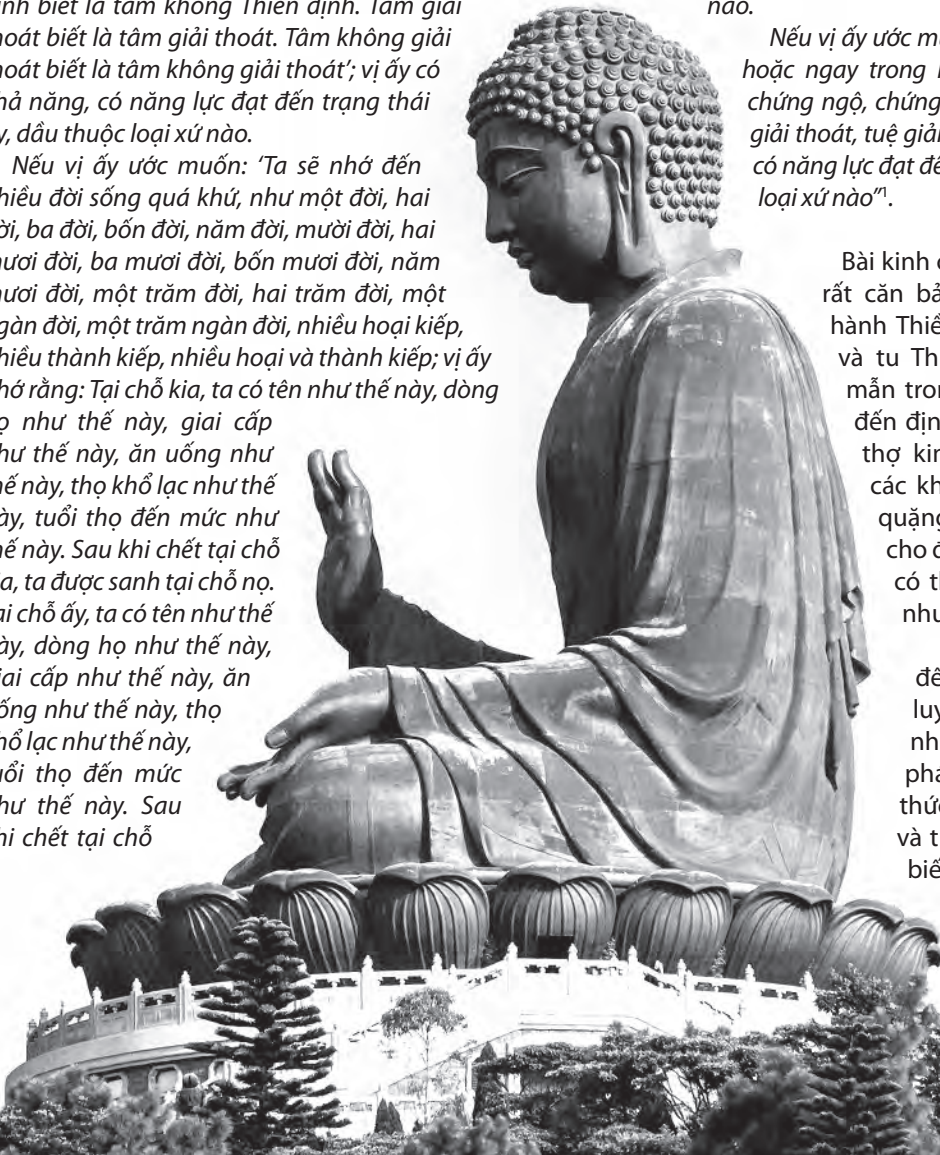 ịnh biết là tâm không Thiền định. Tâm giải
hoát biết là tâm giải thoát. Tâm không giải
hoát biết là tâm không giải thoát’; vị ấy có
hả năng, có năng lực đạt đến trạng thái
y, dầu thuộc loại xứ nào.
Nếu vị ấy ước muốn: ‘Ta sẽ nhớ đến
hiều đời sống quá khứ, như một đời, hai
ời, ba đời, bốn đời, năm đời, mười đời, hai
ươi đời, ba mươi đời, bốn mươi đời, năm
ươi đời, một trăm đời, hai trăm đời, một
gàn đời, một trăm ngàn đời, nhiều hoại kiếp,
hiều thành kiếp, nhiều hoại và thành kiếp; vị ấy
hớ rằng: Tại chỗ kia, ta có tên như thế này, dòng
ọ như thế này, giai cấp
hư thế này, ăn uống như
hế này, thọ khổ lạc như thế
ày, tuổi thọ đến mức như
hế này. Sau khi chết tại chỗ
ia, ta được sanh tại chỗ nọ.
ại chỗ ấy, ta có tên như thế
ày, dòng họ như thế này,
iai cấp như thế này, ăn
ống như thế này, thọ
hổ lạc như thế này,
uổi thọ đến mức
hư thế này. Sau
hi chết tại chỗ
nào.
Nếu vị ấy ước mu
hoặc ngay trong
chứng ngộ, chứng
giải thoát, tuệ giải
có năng lực đạt đế
loại xứ nào”¹.
Bài kinh
rất căn bả
hành Thiề
và tu Th
mẫn tron
đến địn
thợ kin
các kh
quặng
cho đ
có t
như
đế
luy
nh
pha
thức
và t
biế